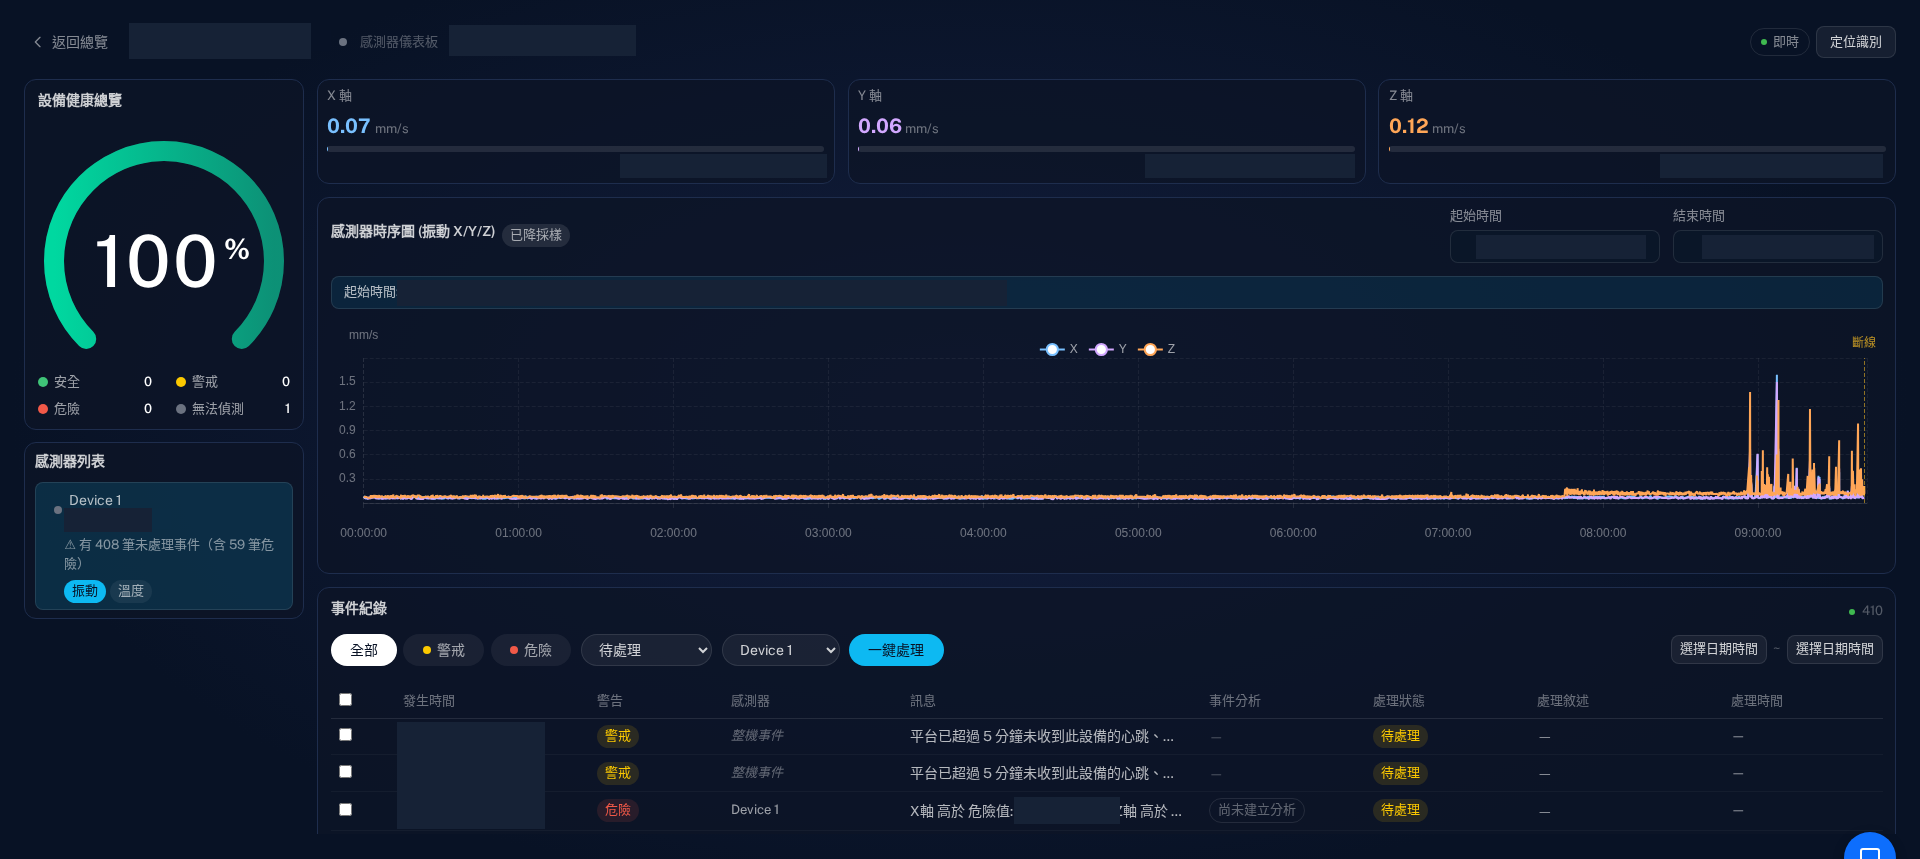 返回總覽
感測器儀表板
即時
定位識別
設備健康總覽
100%
安全 0
警戒 0
危險 0
無法偵測 1
感測器列表
Device 1
⚠ 有 408 筆未處理事件（含 59 筆危
險）
振動 溫度
X 軸
0.07 mm/s
Y 軸
0.06 mm/s
Z 軸
0.12 mm/s
感測器時序圖 (振動 X/Y/Z) 已降採樣
起始時間
結束時間
起始時間
mm/s
X Y Z
斷線
1.5
1.2
0.9
0.6
0.3
00:00:00 01:00:00 02:00:00 03:00:00 04:00:00 05:00:00 06:00:00 07:00:00 08:00:00 09:00:00
事件紀錄
410
全部 警戒 危險 待處理 Device 1 一鍵處理
選擇日期時間 ~ 選擇日期時間
發生時間 警告 感測器 訊息 事件分析 處理狀態 處理敘述 處理時間
警戒 整機事件 平台已超過 5 分鐘未收到此設備的心跳、... — 待處理 — —
警戒 整機事件 平台已超過 5 分鐘未收到此設備的心跳、... — 待處理 — —
危險 Device 1 X軸 高於 危險值: 軸 高於 ... 尚未建立分析 待處理 — —